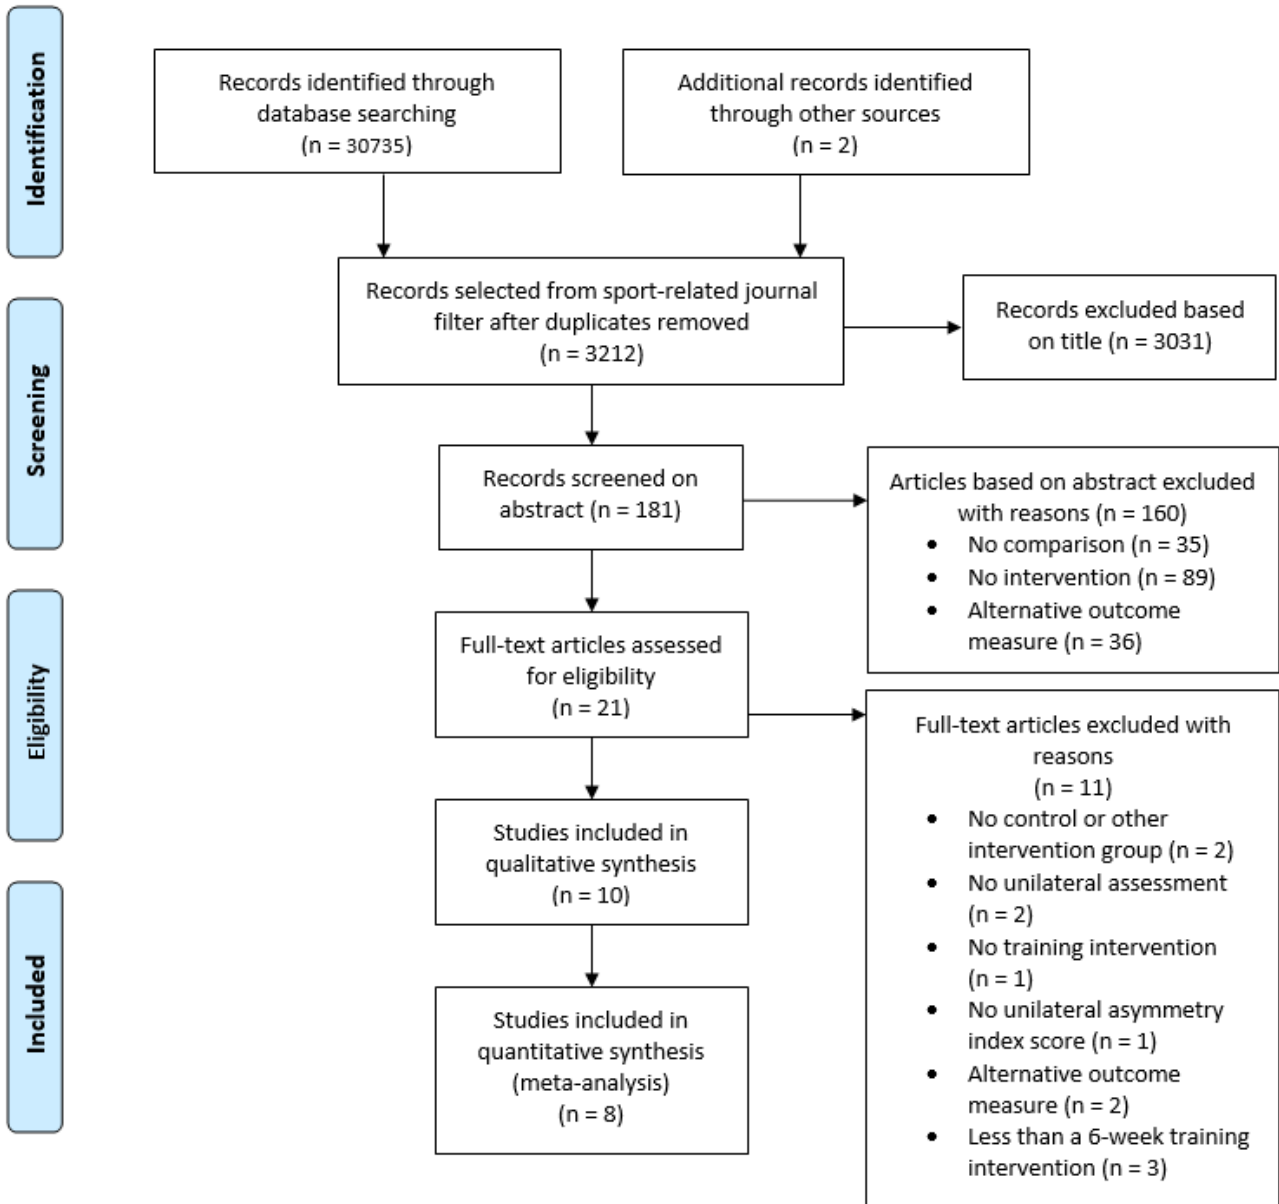 Identification
Records identified through
database searching
(n = 30735)
Additional records identified
through other sources
(n = 2)
Screening
Records selected from sport-related journal
filter after duplicates removed
(n = 3212)
Records excluded based
on title (n = 3031)
Records screened on
abstract (n = 181)
Articles based on abstract excluded
with reasons (n = 160)
• No comparison (n = 35)
• No intervention (n = 89)
• Alternative outcome
measure (n = 36)
Eligibility
Full-text articles assessed
for eligibility
(n = 21)
Full-text articles excluded with
reasons
(n = 11)
• No control or other
intervention group (n = 2)
• No unilateral assessment
(n = 2)
• No training intervention
(n = 1)
• No unilateral asymmetry
index score (n = 1)
• Alternative outcome
measure (n = 2)
• Less than a 6-week training
intervention (n = 3)
Studies included in
qualitative synthesis
(n = 10)
Included
Studies included in
quantitative synthesis
(meta-analysis)
(n = 8)